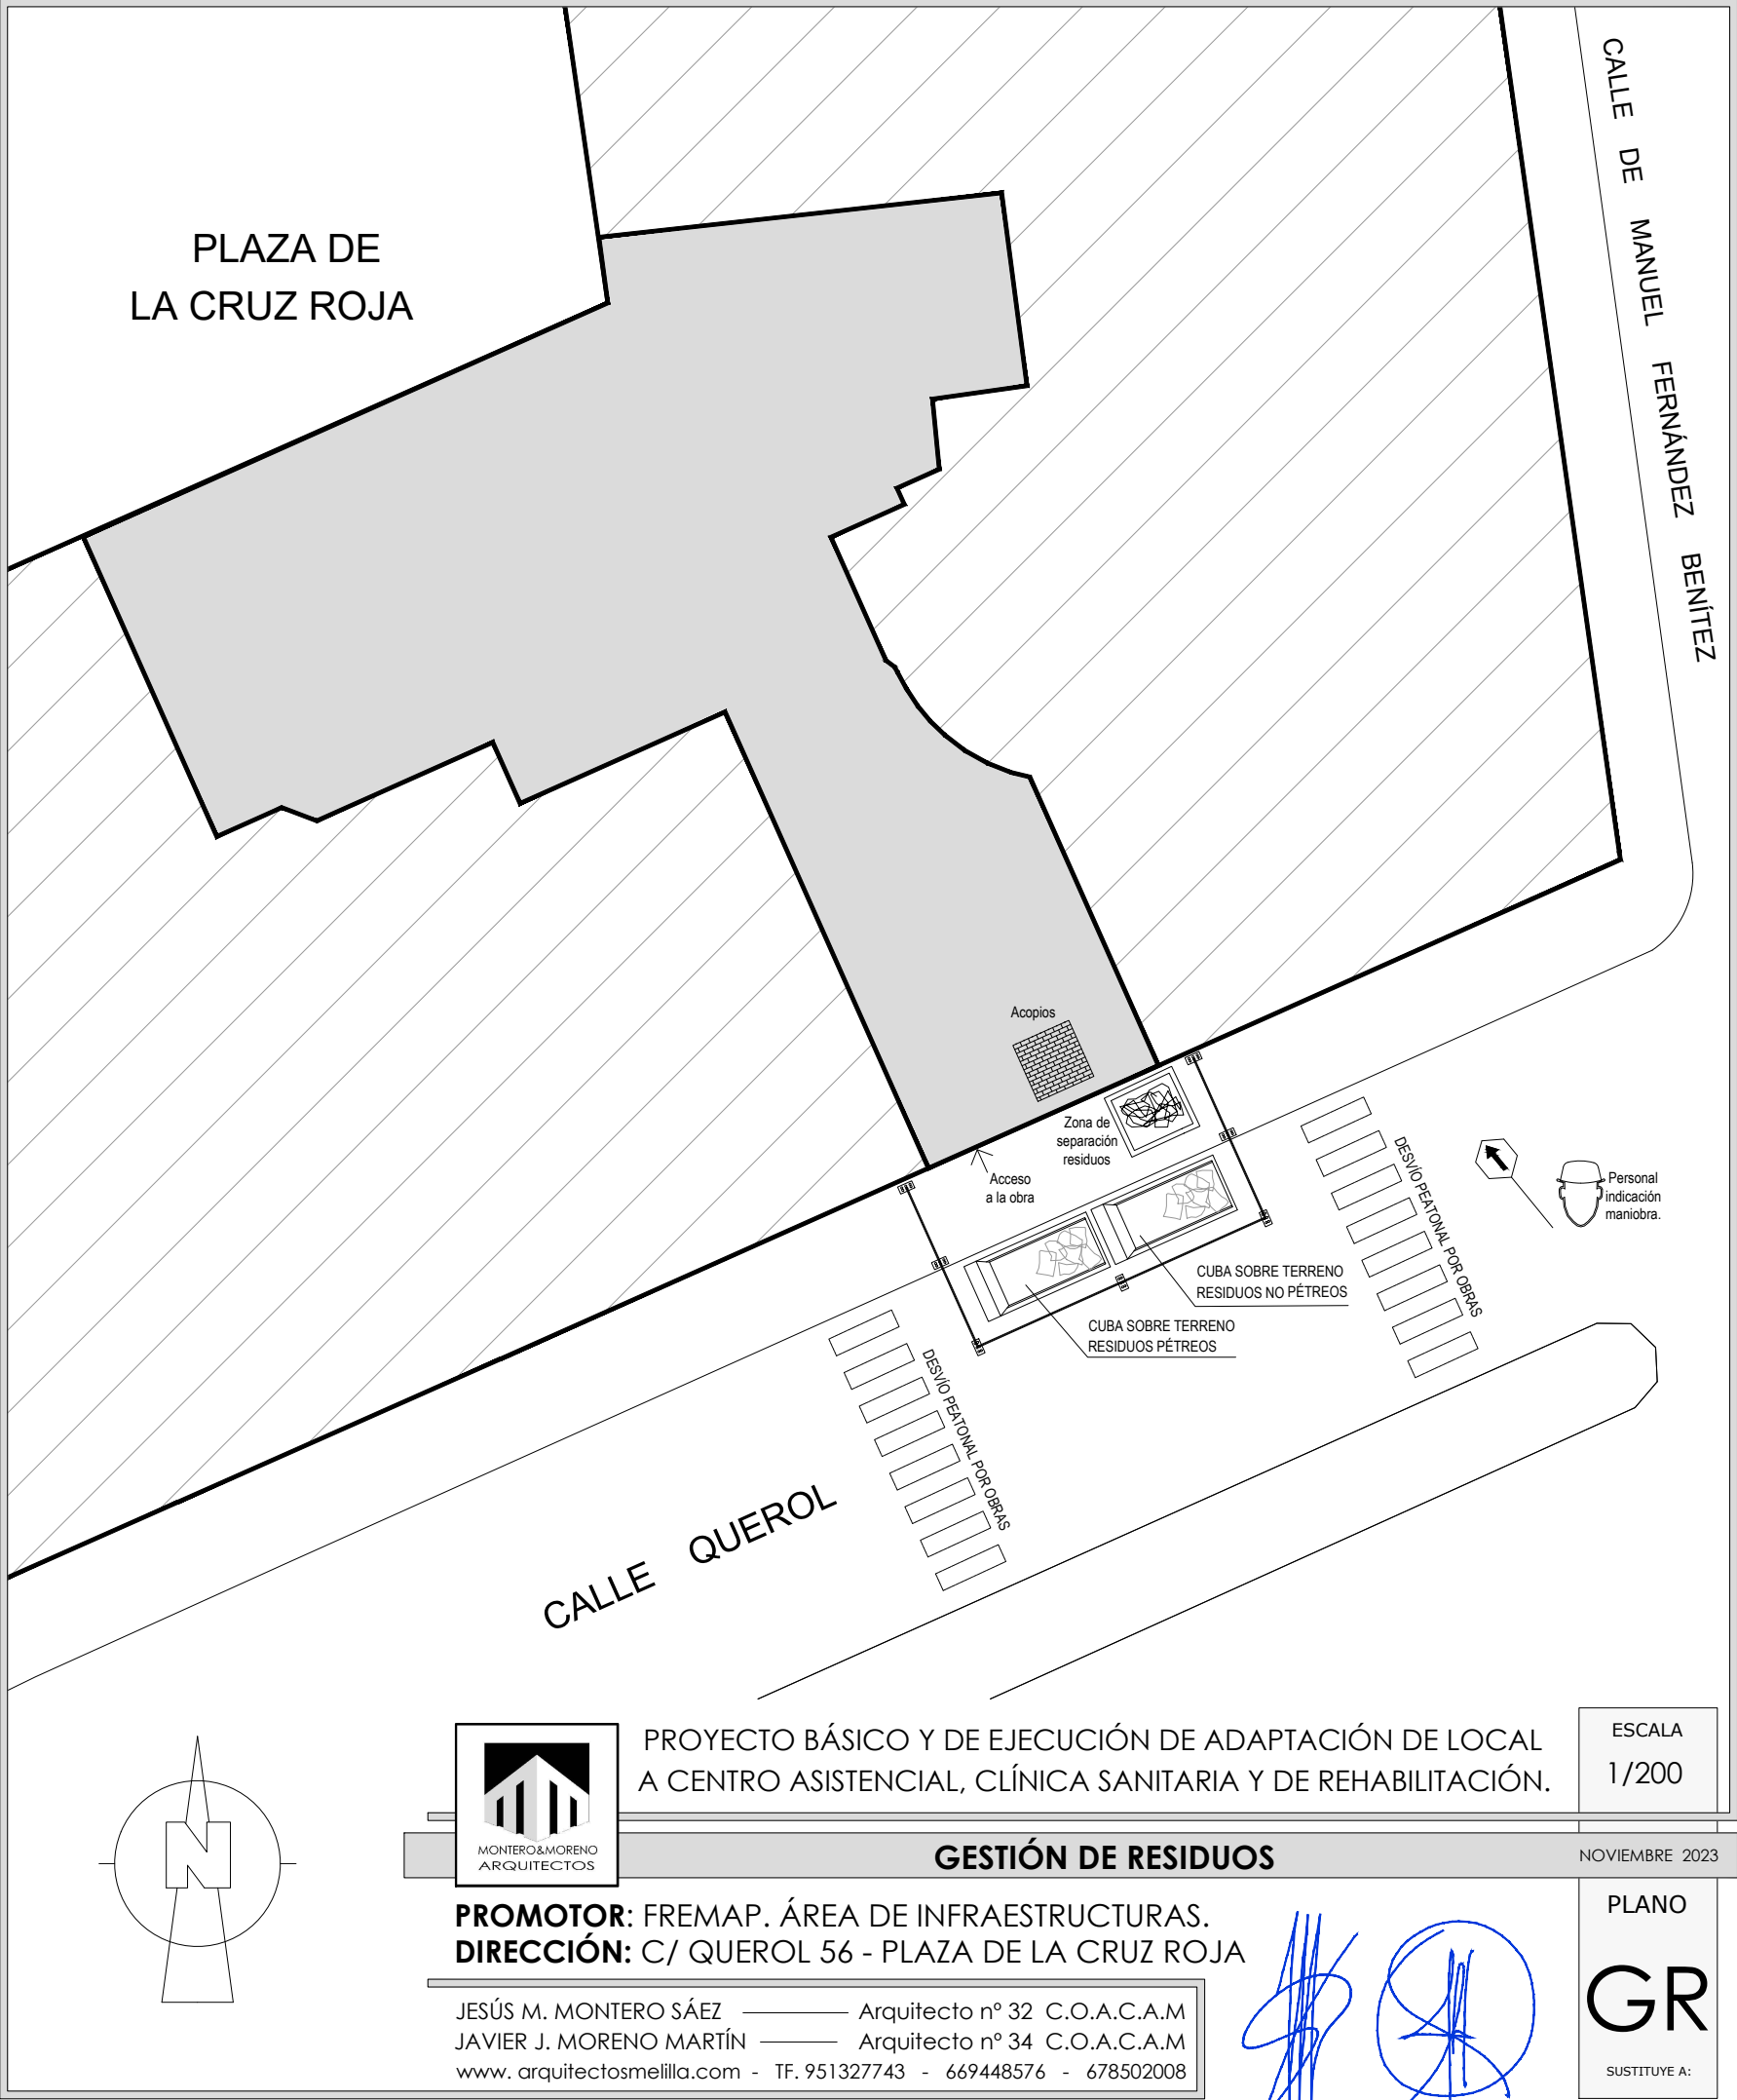 PLAZA DE
LA CRUZ ROJA
CALLE DE MANUEL FERNÁNDEZ BENÍTEZ
Acopios
Zona de
separación
residuos
Acceso
a la obra
DESVÍO PEATONAL POR OBRAS
Personal
indicación
maniobra.
CUBA SOBRE TERRENO
RESIDUOS NO PÉTREOS
CUBA SOBRE TERRENO
RESIDUOS PÉTREOS
DESVÍO PEATONAL POR OBRAS
CALLE QUEROL
N
MONTERO&MORENO
ARQUITECTOS
PROYECTO BÁSICO Y DE EJECUCIÓN DE ADAPTACIÓN DE LOCAL
A CENTRO ASISTENCIAL, CLÍNICA SANITARIA Y DE REHABILITACIÓN.
ESCALA
1/200
GESTIÓN DE RESIDUOS
NOVIEMBRE 2023
PROMOTOR: FREMAP. ÁREA DE INFRAESTRUCTURAS.
DIRECCIÓN: C/ QUEROL 56 - PLAZA DE LA CRUZ ROJA
PLANO
GR
SUSTITUYE A:
JESÚS M. MONTERO SÁEZ Arquitecto nº 32 C.O.A.C.A.M
JAVIER J. MORENO MARTÍN Arquitecto nº 34 C.O.A.C.A.M
www. arquitectosmelilla.com - TF. 951327743 - 669448576 - 678502008